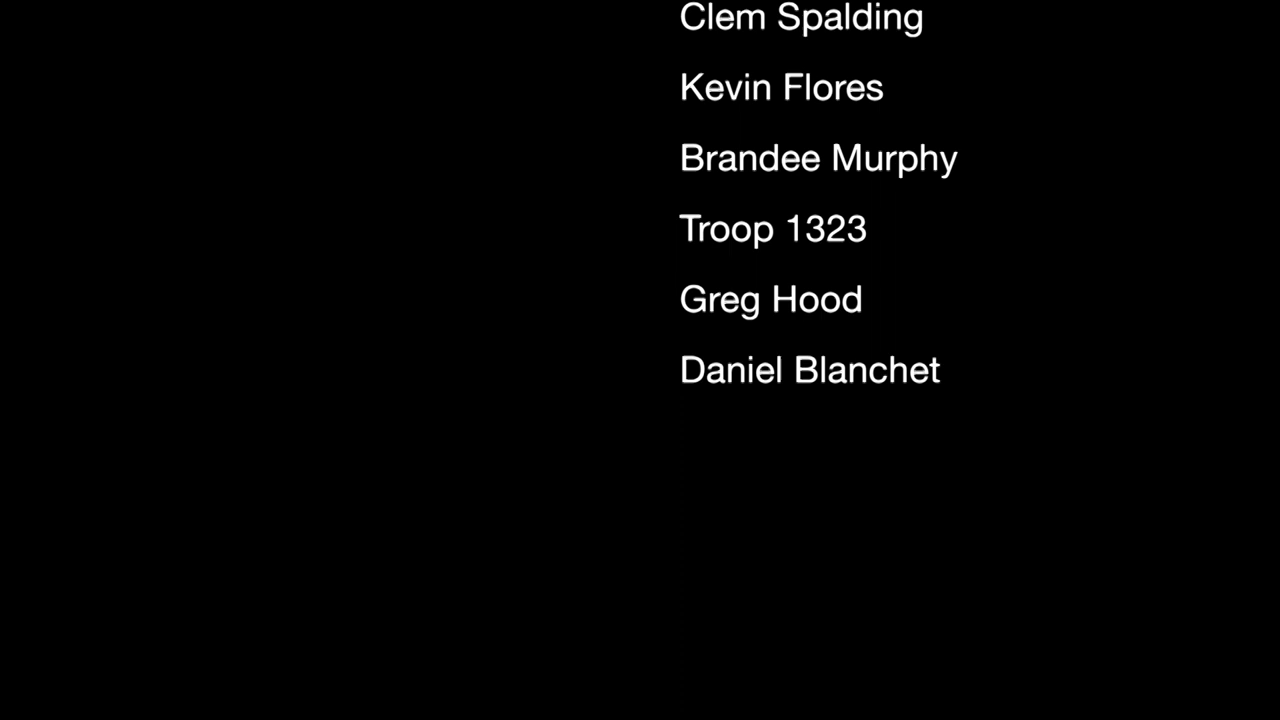 Clem Spalding
Kevin Flores
Brandee Murphy
Troop 1323
Greg Hood
Daniel Blanchet